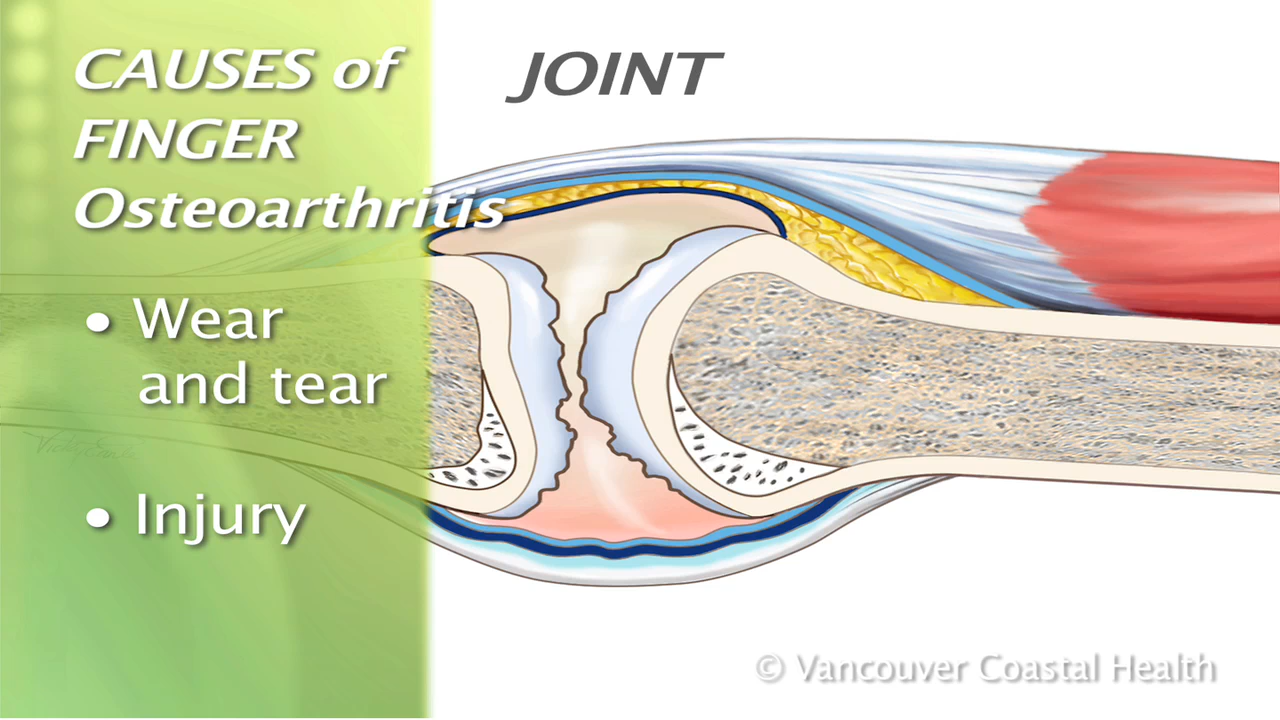 CAUSES of
FINGER
Osteoarthritis
• Wear
and tear
• Injury
JOINT
© Vancouver Coastal Health